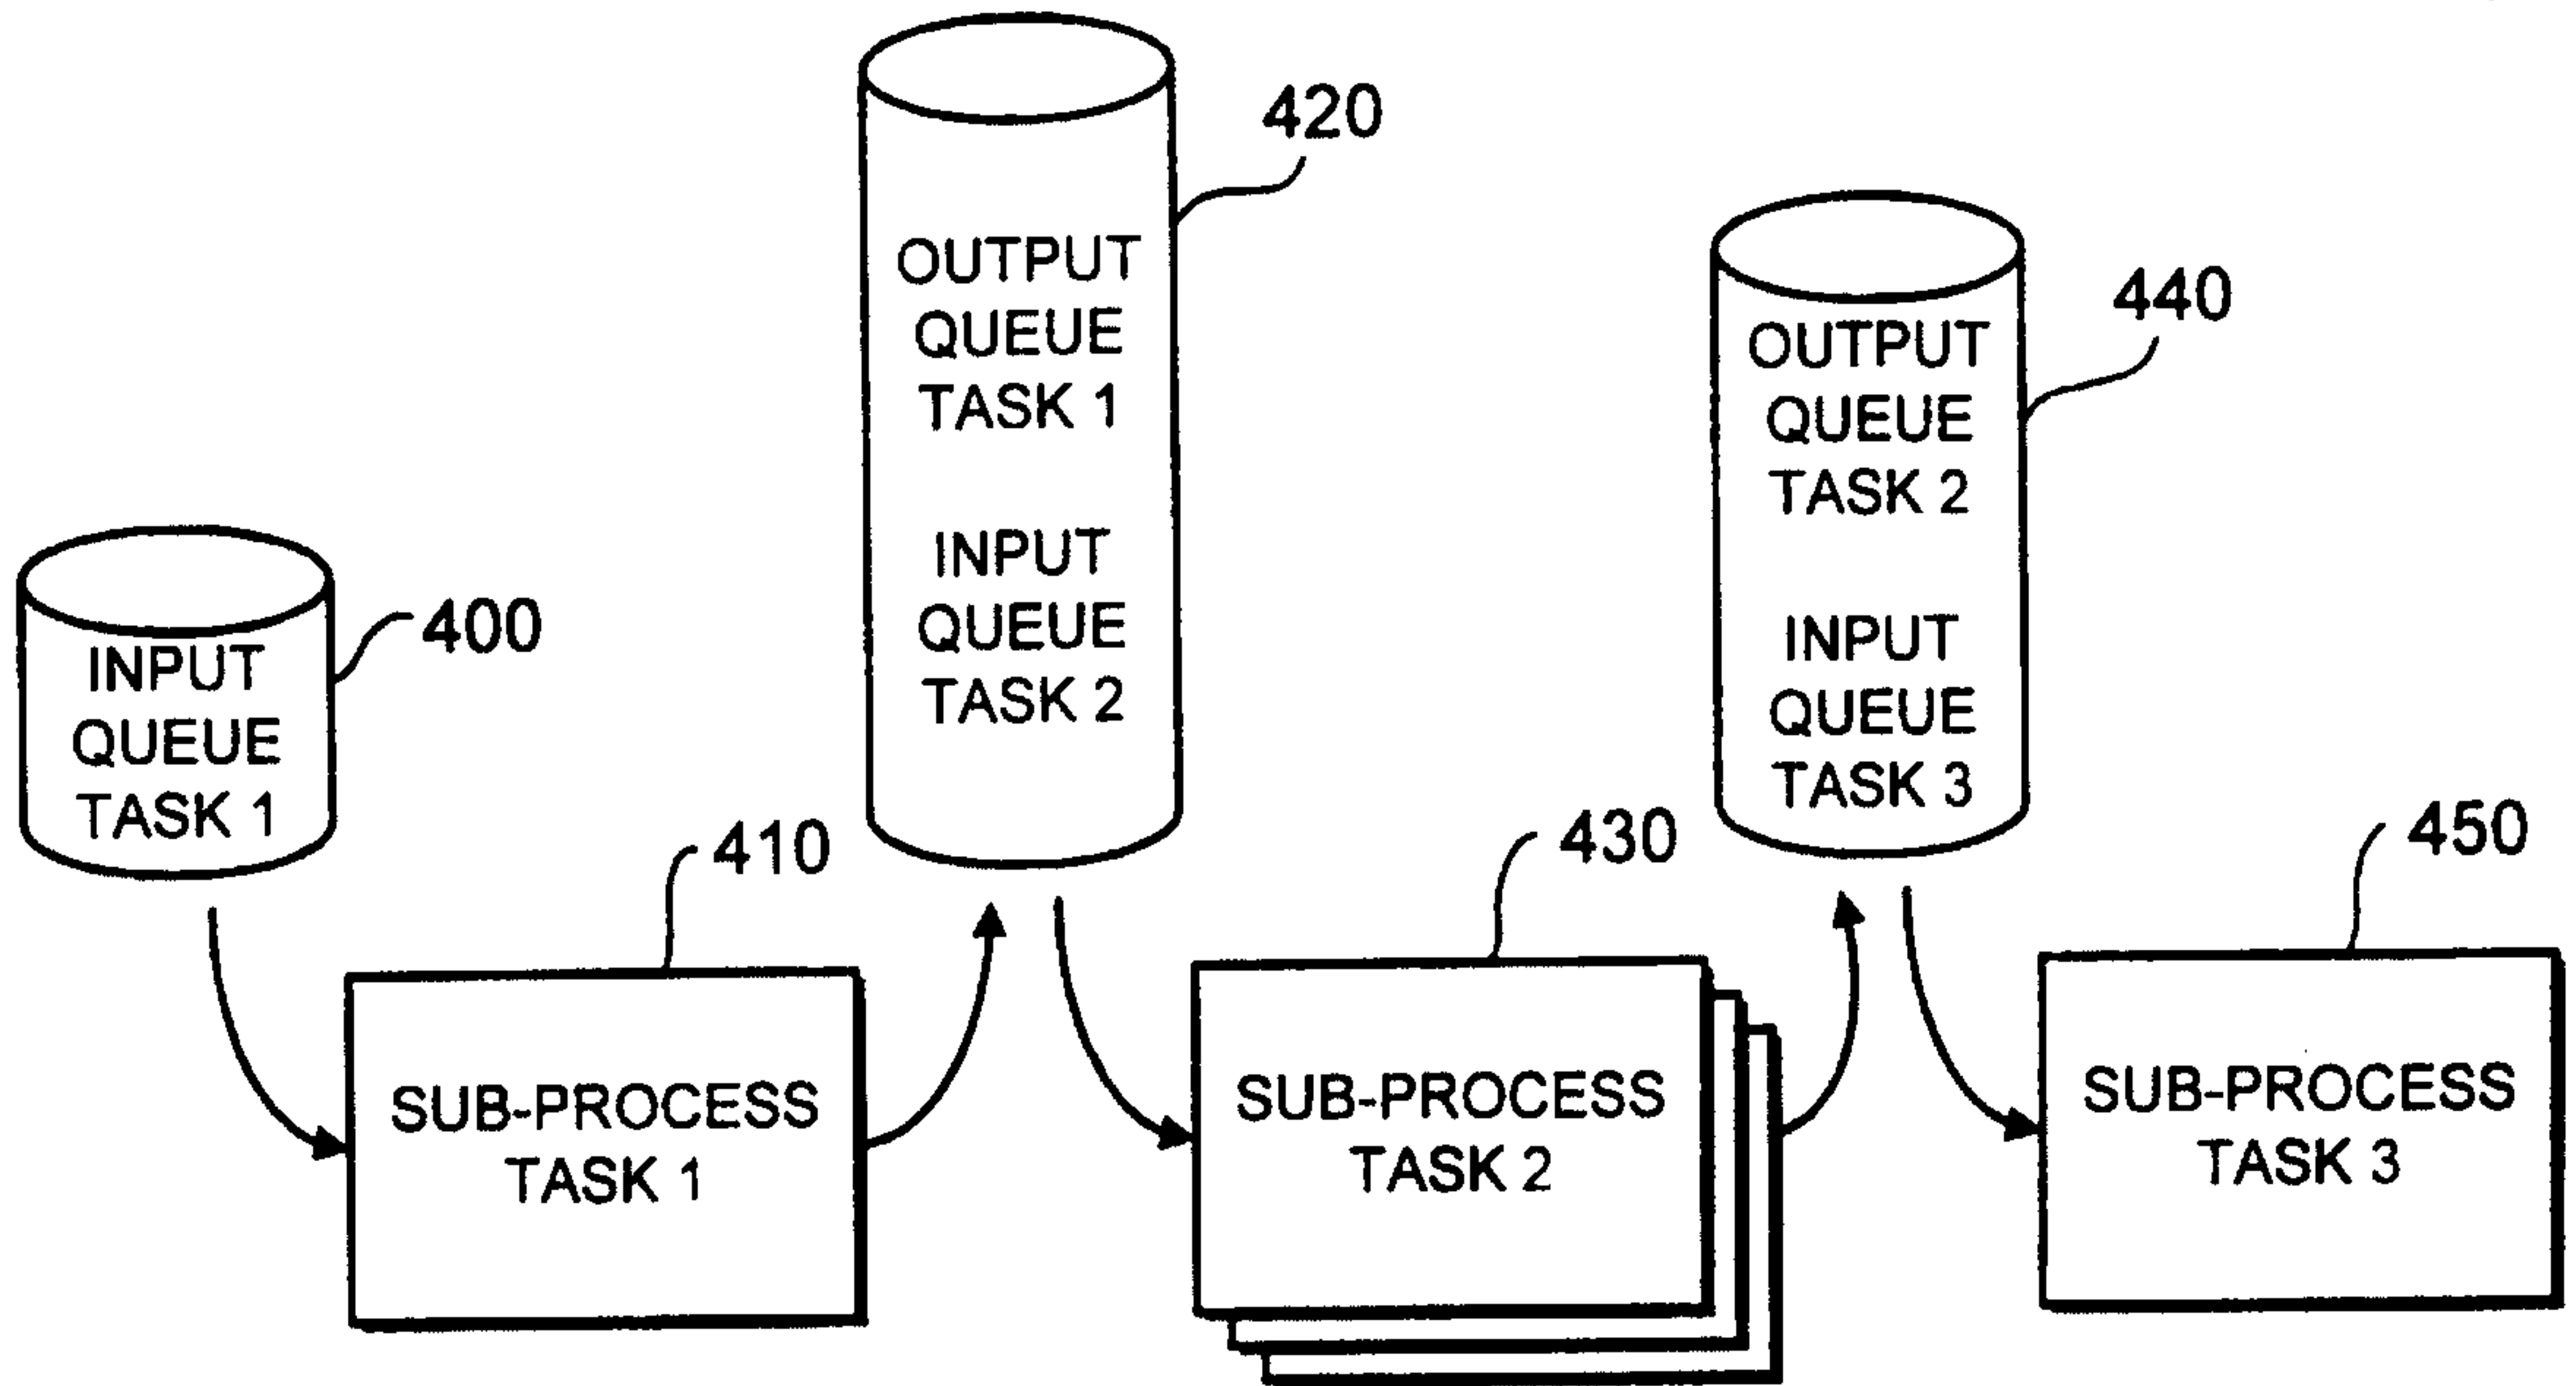 INPUT
QUEUE
TASK 1
400
SUB-PROCESS
TASK 1
410
OUTPUT
QUEUE
TASK 1
INPUT
QUEUE
TASK 2
420
SUB-PROCESS
TASK 2
430
OUTPUT
QUEUE
TASK 2
INPUT
QUEUE
TASK 3
440
SUB-PROCESS
TASK 3
450